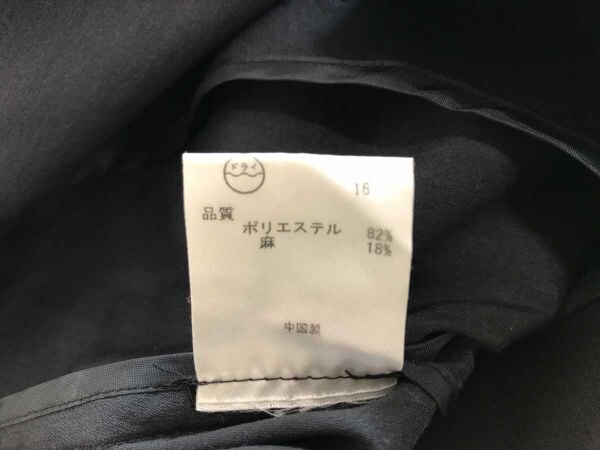 ドライ
16
品質
ポリエステル 82%
麻 18%
中国製